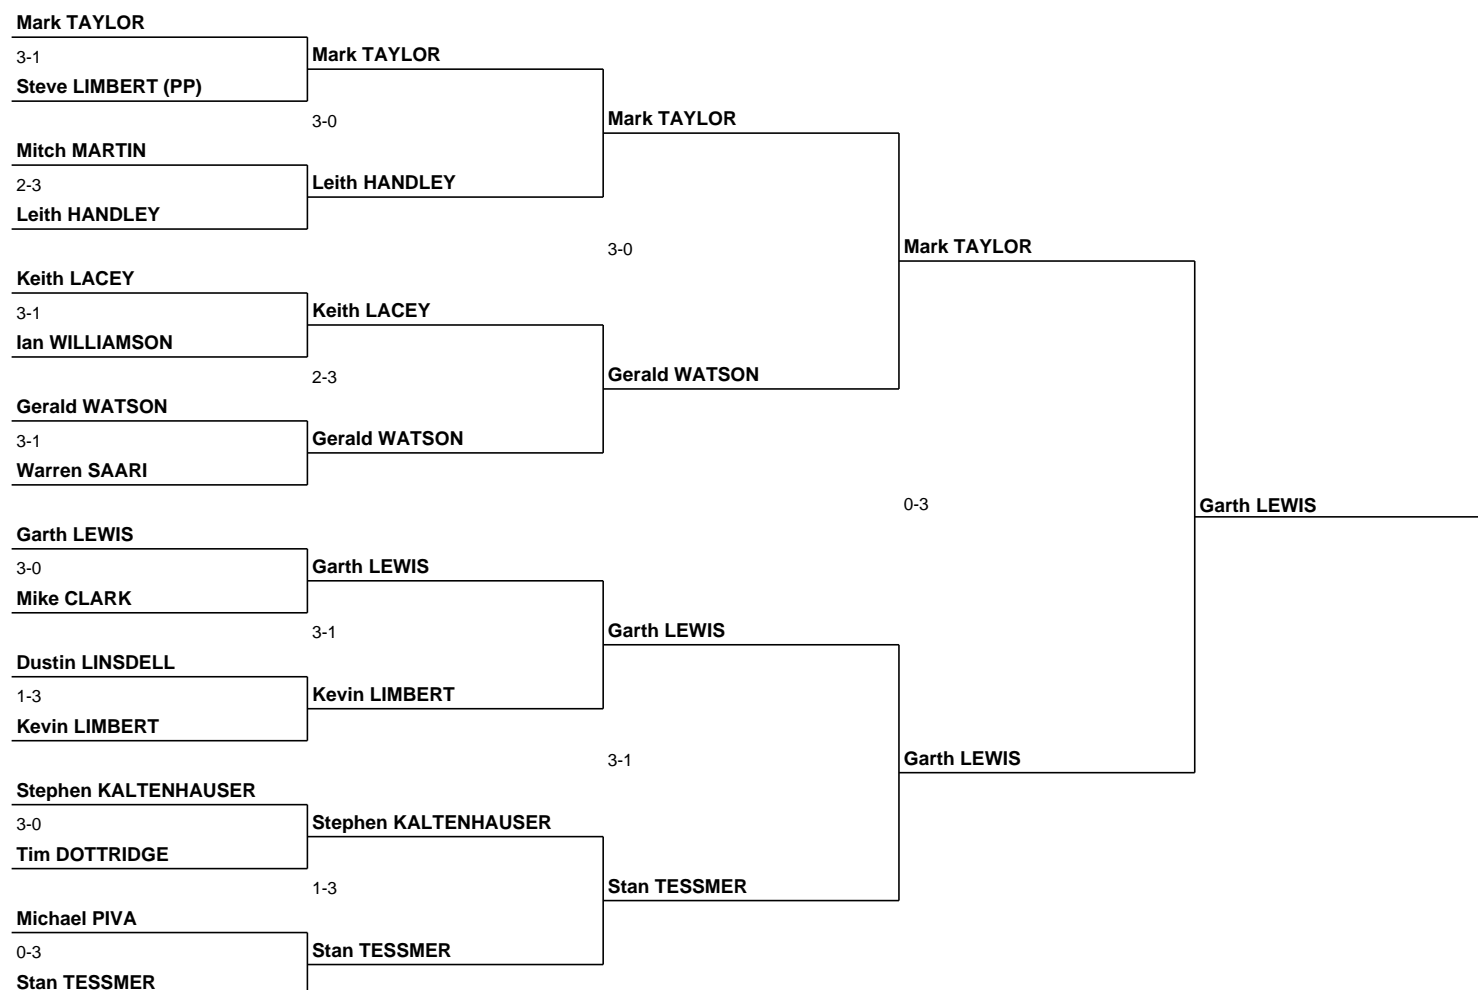 Mark TAYLOR
3-1
Mark TAYLOR
Steve LIMBERT (PP)
3-0
Mark TAYLOR
Mitch MARTIN
2-3
Leith HANDLEY
Leith HANDLEY
3-0
Mark TAYLOR
Keith LACEY
3-1
Keith LACEY
Ian WILLIAMSON
2-3
Gerald WATSON
Gerald WATSON
3-1
Gerald WATSON
Warren SAARI
0-3
Garth LEWIS
Garth LEWIS
3-0
Garth LEWIS
Mike CLARK
3-1
Garth LEWIS
Dustin LINSDELL
1-3
Kevin LIMBERT
Kevin LIMBERT
3-1
Garth LEWIS
Stephen KALTENHAUSER
3-0
Stephen KALTENHAUSER
Tim DOTTRIDGE
1-3
Stan TESSMER
Michael PIVA
0-3
Stan TESSMER
Stan TESSMER